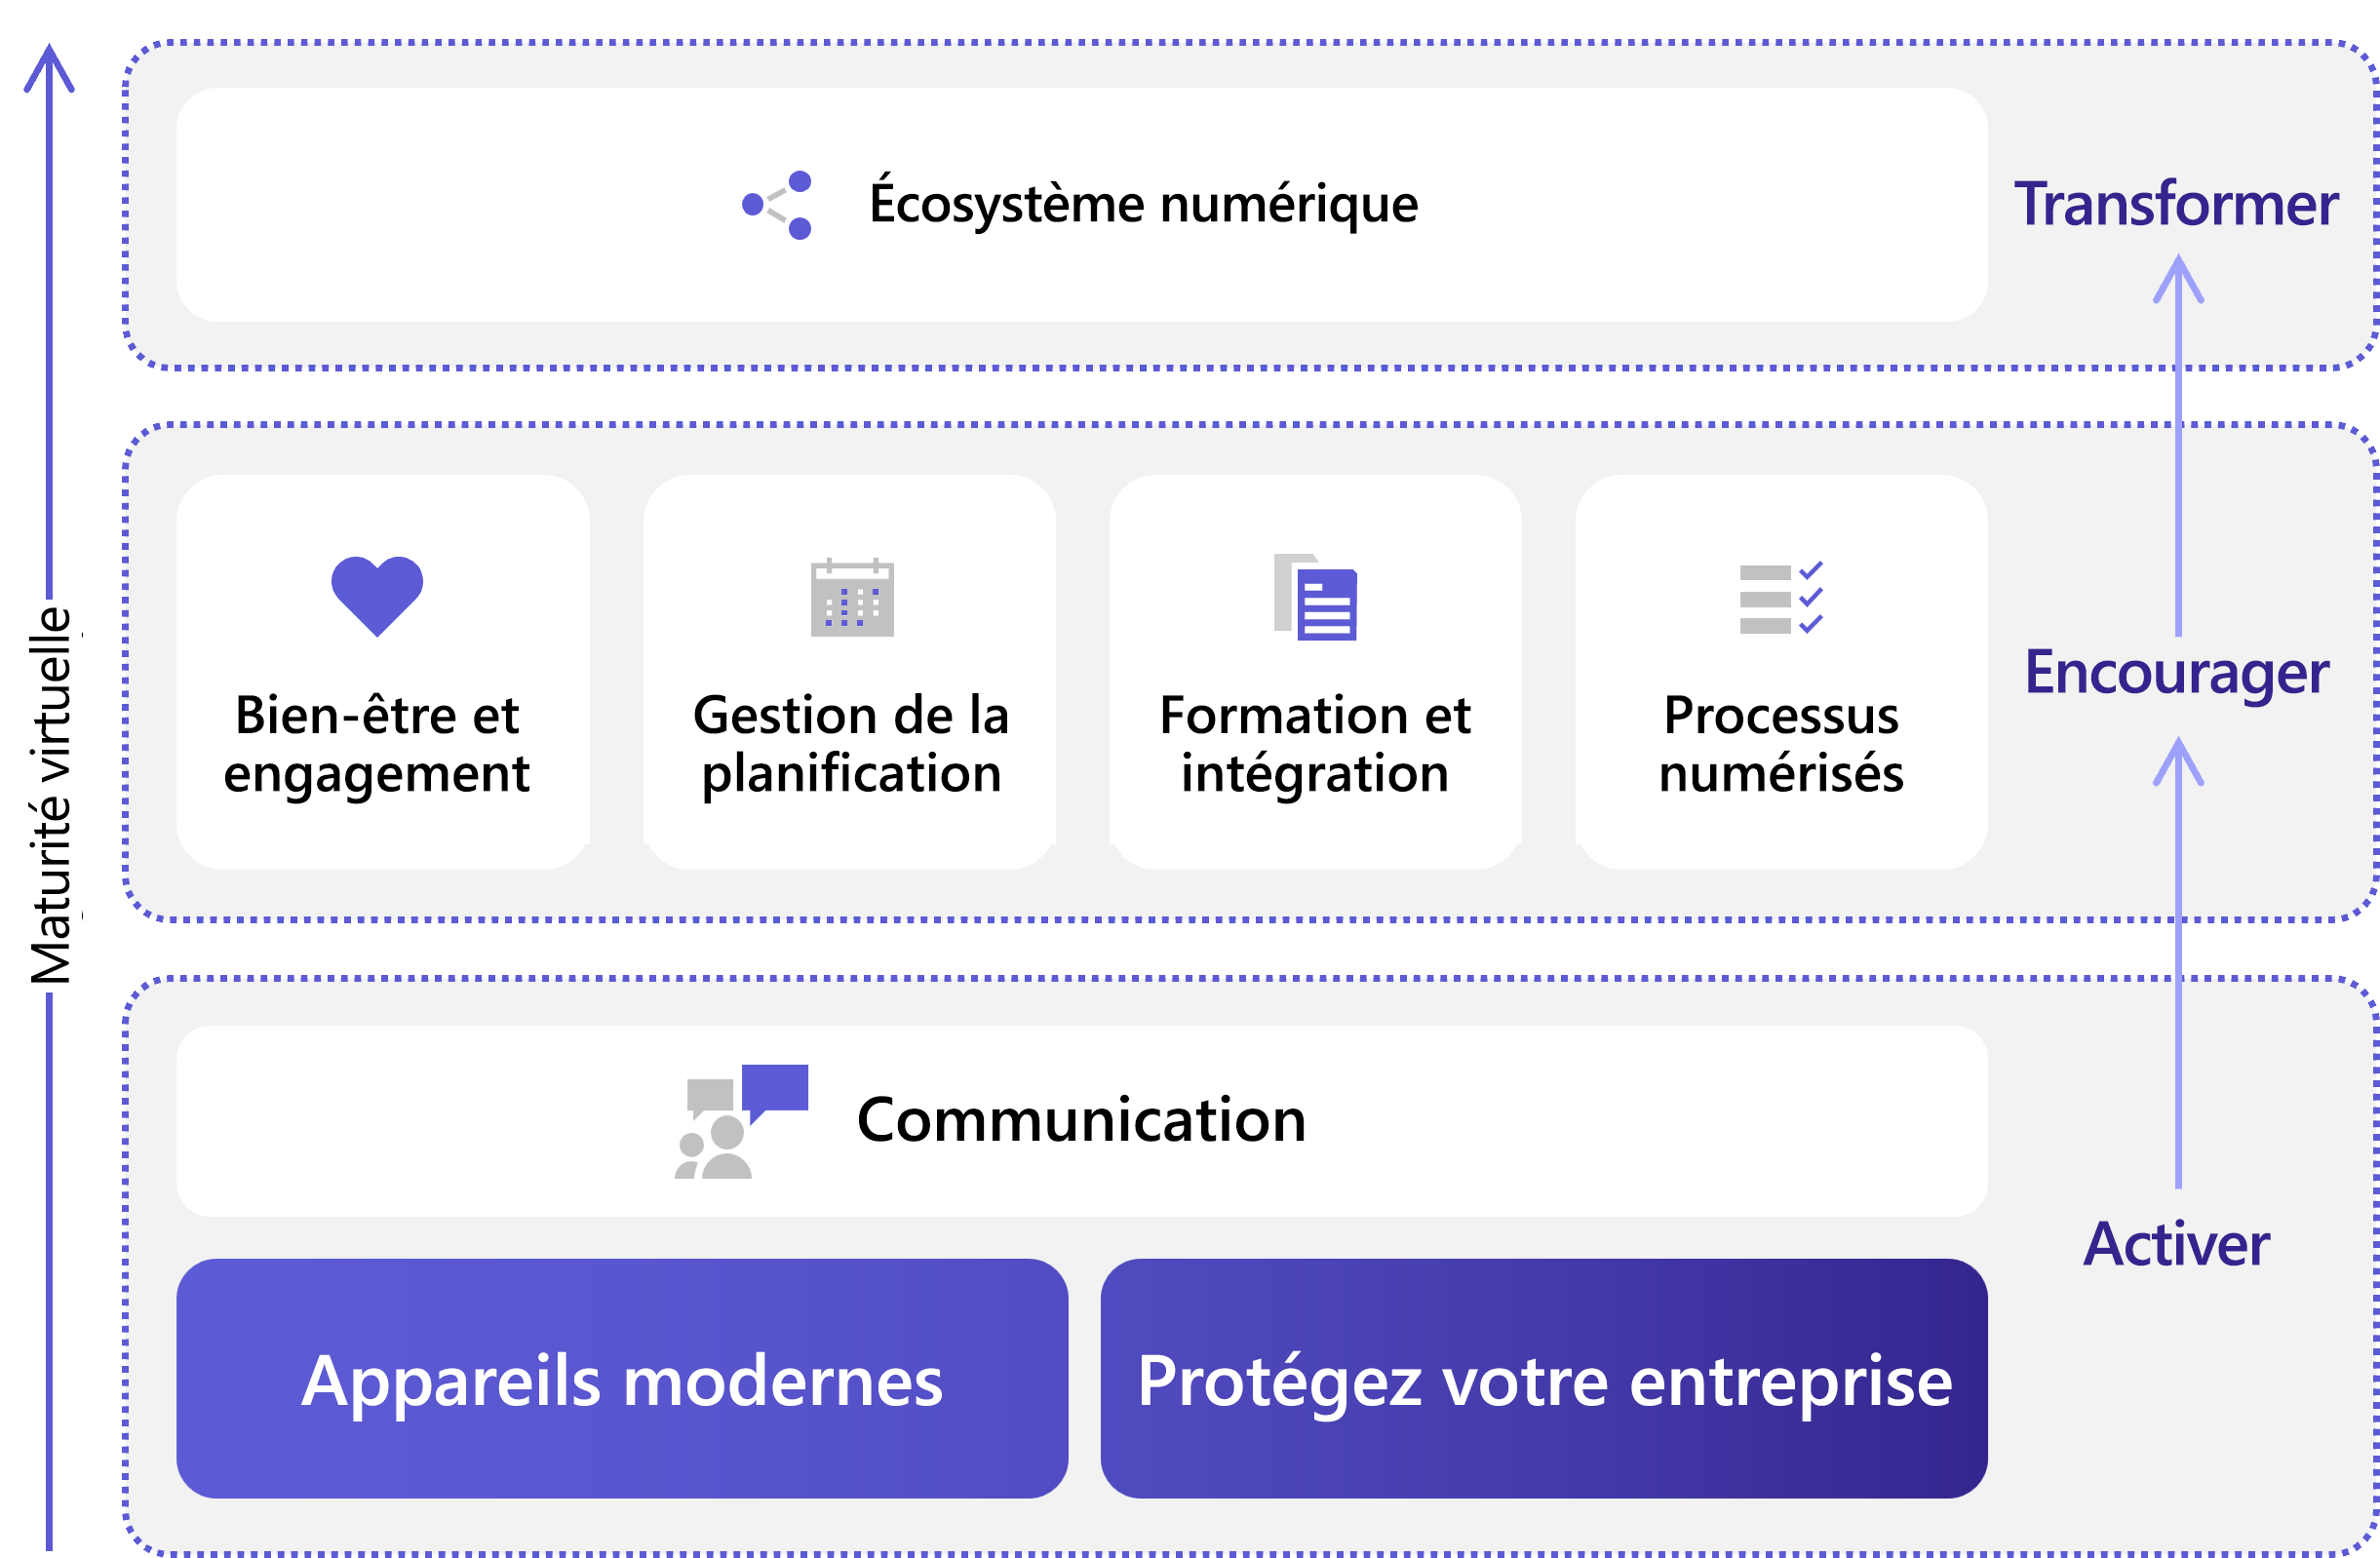 Écosystème numérique
Transformer
Maturité virtuelle
Bien-être et
engagement
Gestion de la
planification
Formation et
intégration
Processus
numérisés
Encourager
Communication
Activer
Appareils modernes
Protégez votre entreprise